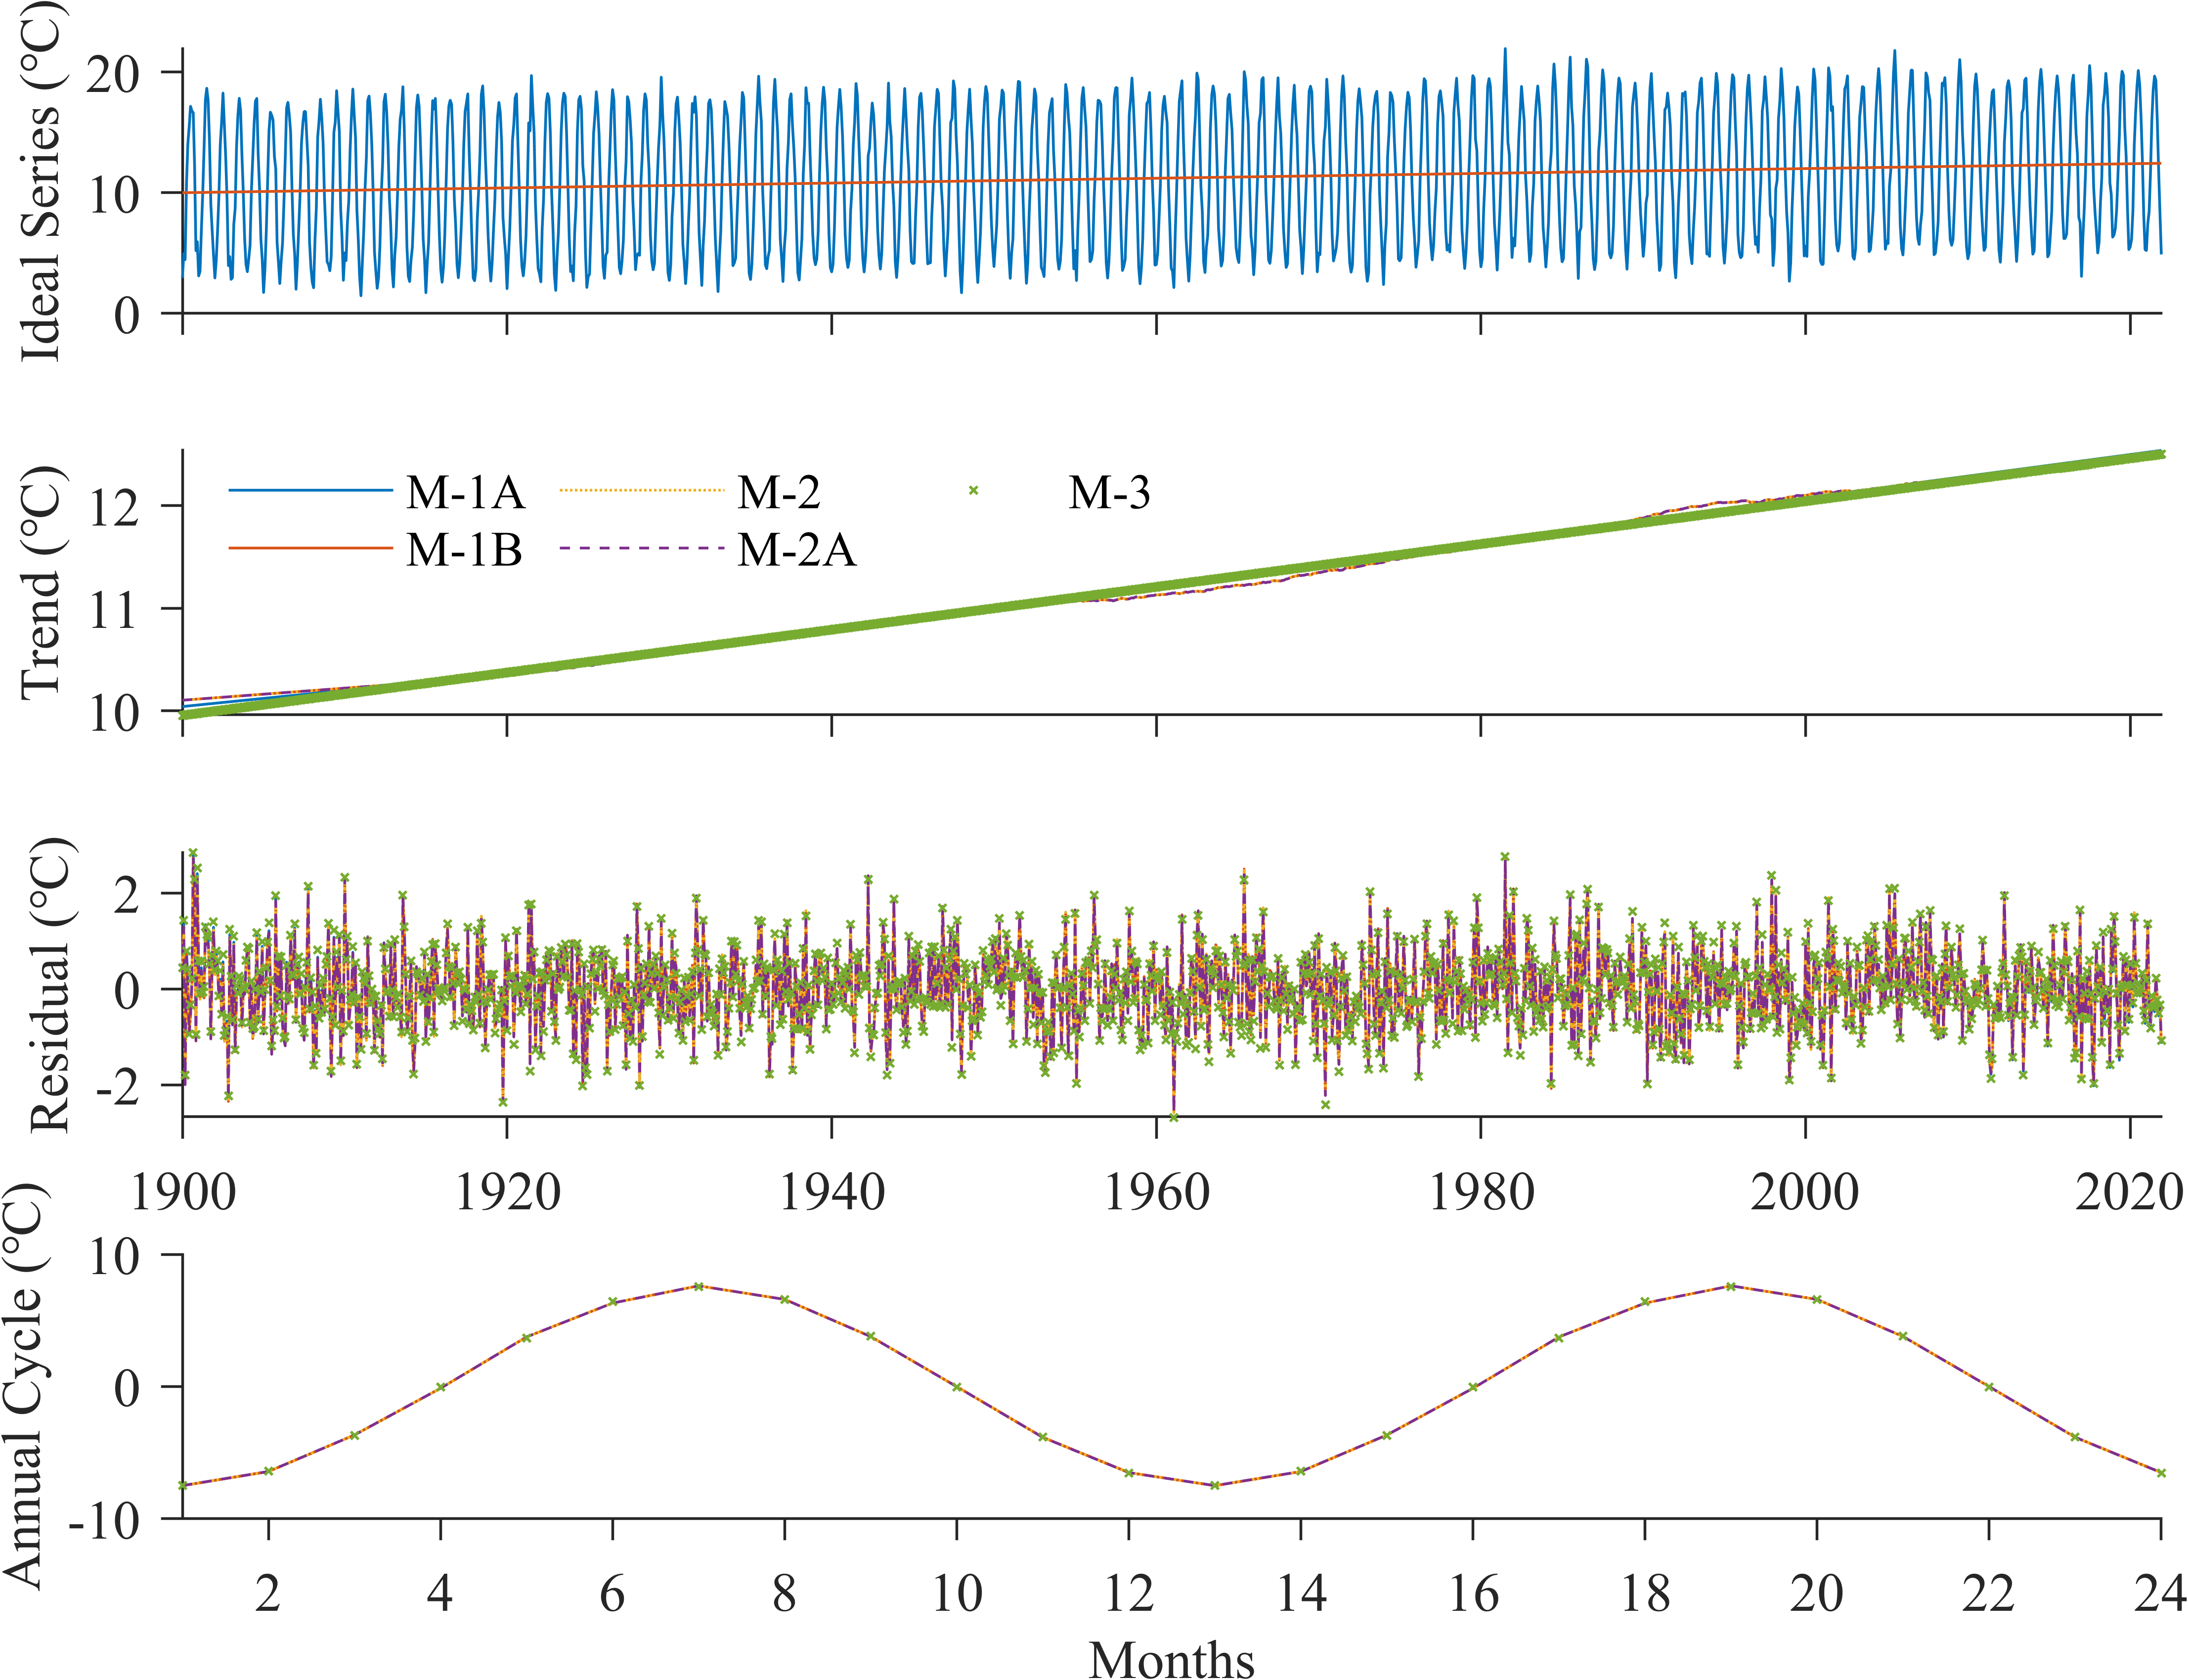 Ideal Series (°C)
20
10
0
Trend (°C)
12
11
10
M-1A
M-2
M-3
M-1B
M-2A
Residual (°C)
2
0
-2
1900 1920 1940 1960 1980 2000 2020
Annual Cycle (°C)
10
0
-10
2 4 6 8 10 12 14 16 18 20 22 24
Months